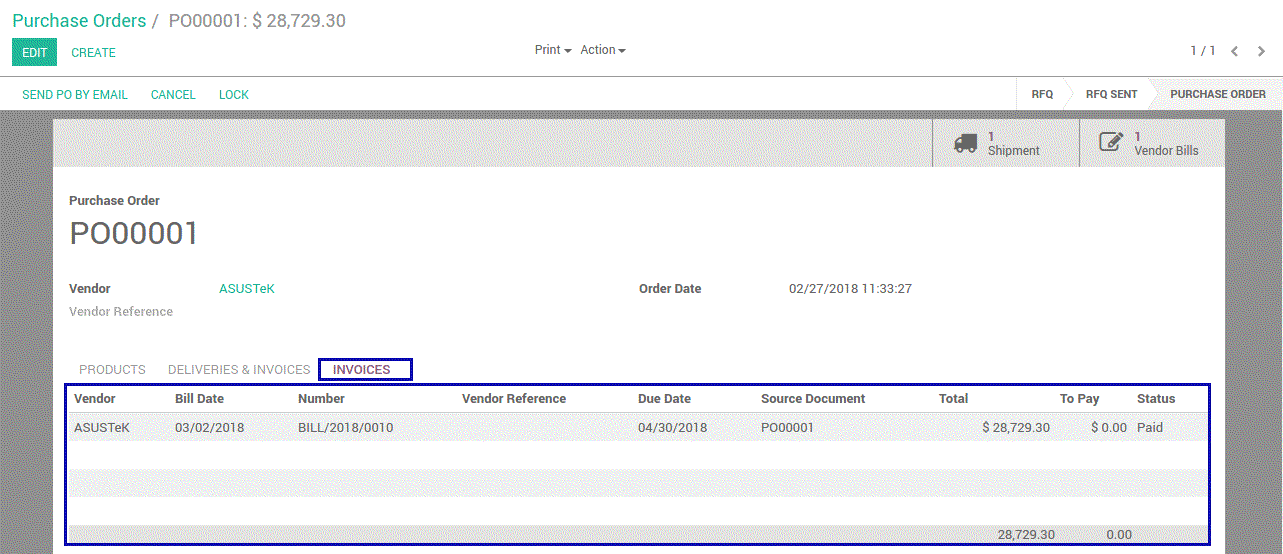 Purchase Orders / PO00001: $ 28,729.30
EDIT CREATE Print Action 1 / 1
SEND PO BY EMAIL CANCEL LOCK RFQ RFQ SENT PURCHASE ORDER
1 Shipment 1 Vendor Bills
Purchase Order
PO00001
Vendor ASUSTeK Order Date 02/27/2018 11:33:27
Vendor Reference
PRODUCTS DELIVERIES & INVOICES INVOICES
Vendor Bill Date Number Vendor Reference Due Date Source Document Total To Pay Status
ASUSTeK 03/02/2018 BILL/2018/0010 04/30/2018 PO00001 $ 28,729.30 $ 0.00 Paid
28,729.30 0.00